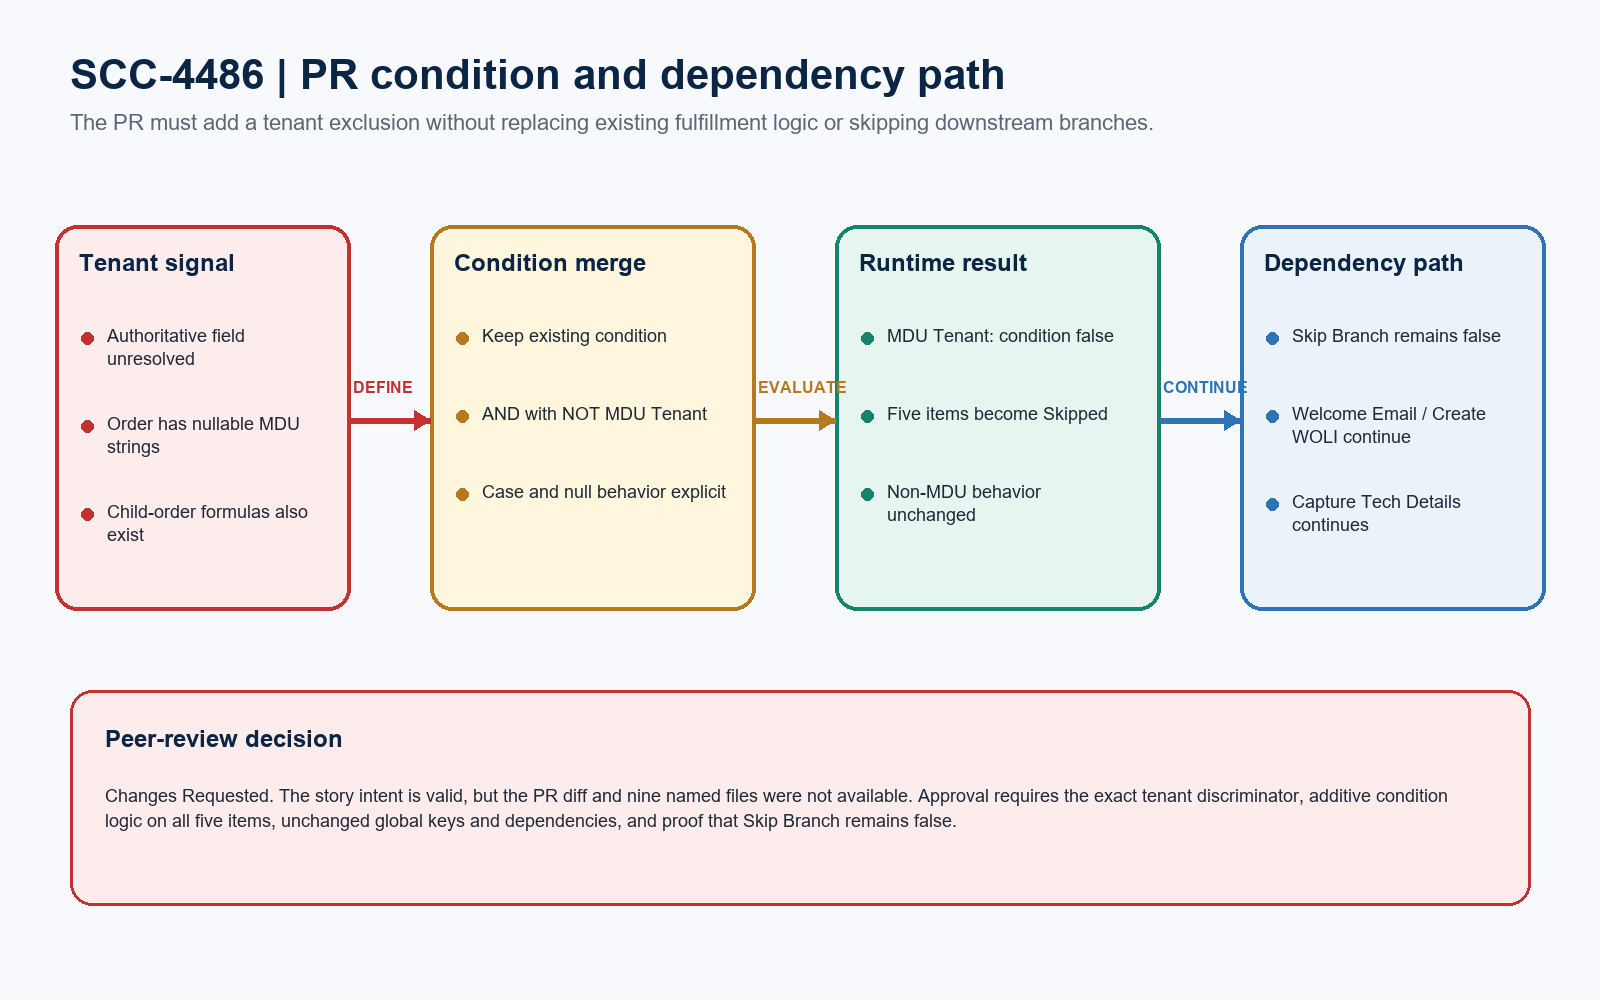 SCC-4486 | PR condition and dependency path
The PR must add a tenant exclusion without replacing existing fulfillment logic or skipping downstream branches.
Tenant signal
Authoritative field
unresolved
Order has nullable MDU
strings
Child-order formulas also
exist
DEFINE
Condition merge
Keep existing condition
AND with NOT MDU Tenant
Case and null behavior explicit
EVALUATE
Runtime result
MDU Tenant: condition false
Five items become Skipped
Non-MDU behavior
unchanged
CONTINUE
Dependency path
Skip Branch remains false
Welcome Email / Create
WOLI continue
Capture Tech Details
continues
Peer-review decision
Changes Requested. The story intent is valid, but the PR diff and nine named files were not available. Approval requires the exact tenant discriminator, additive condition
logic on all five items, unchanged global keys and dependencies, and proof that Skip Branch remains false.